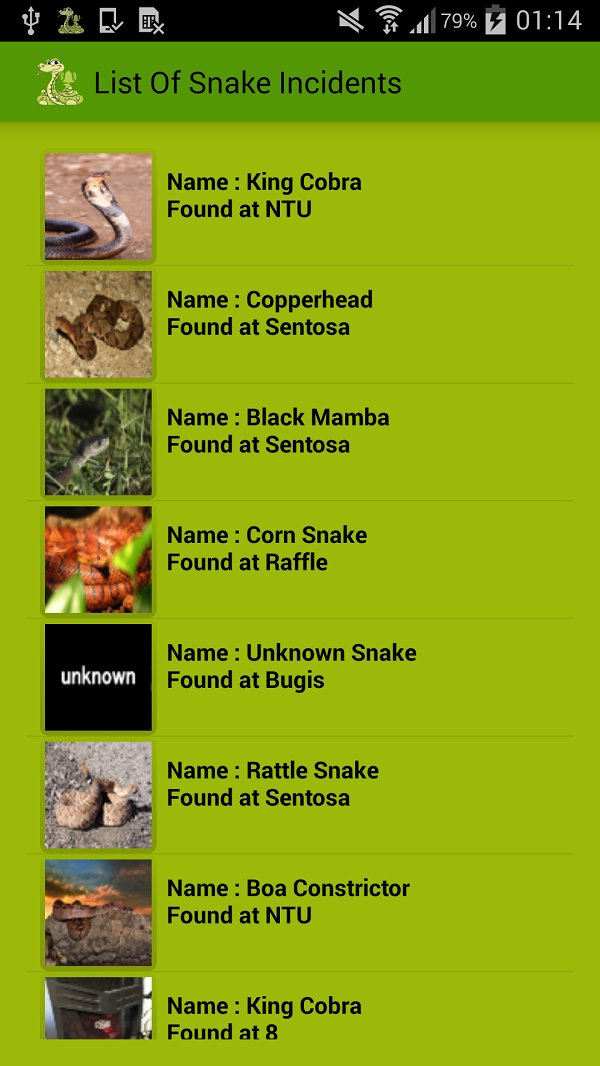 79% 01:14
List Of Snake Incidents
Name : King Cobra
Found at NTU
Name : Copperhead
Found at Sentosa
Name : Black Mamba
Found at Sentosa
Name : Corn Snake
Found at Raffle
unknown
Name : Unknown Snake
Found at Bugis
Name : Rattle Snake
Found at Sentosa
Name : Boa Constrictor
Found at NTU
Name : King Cobra
Found at 8